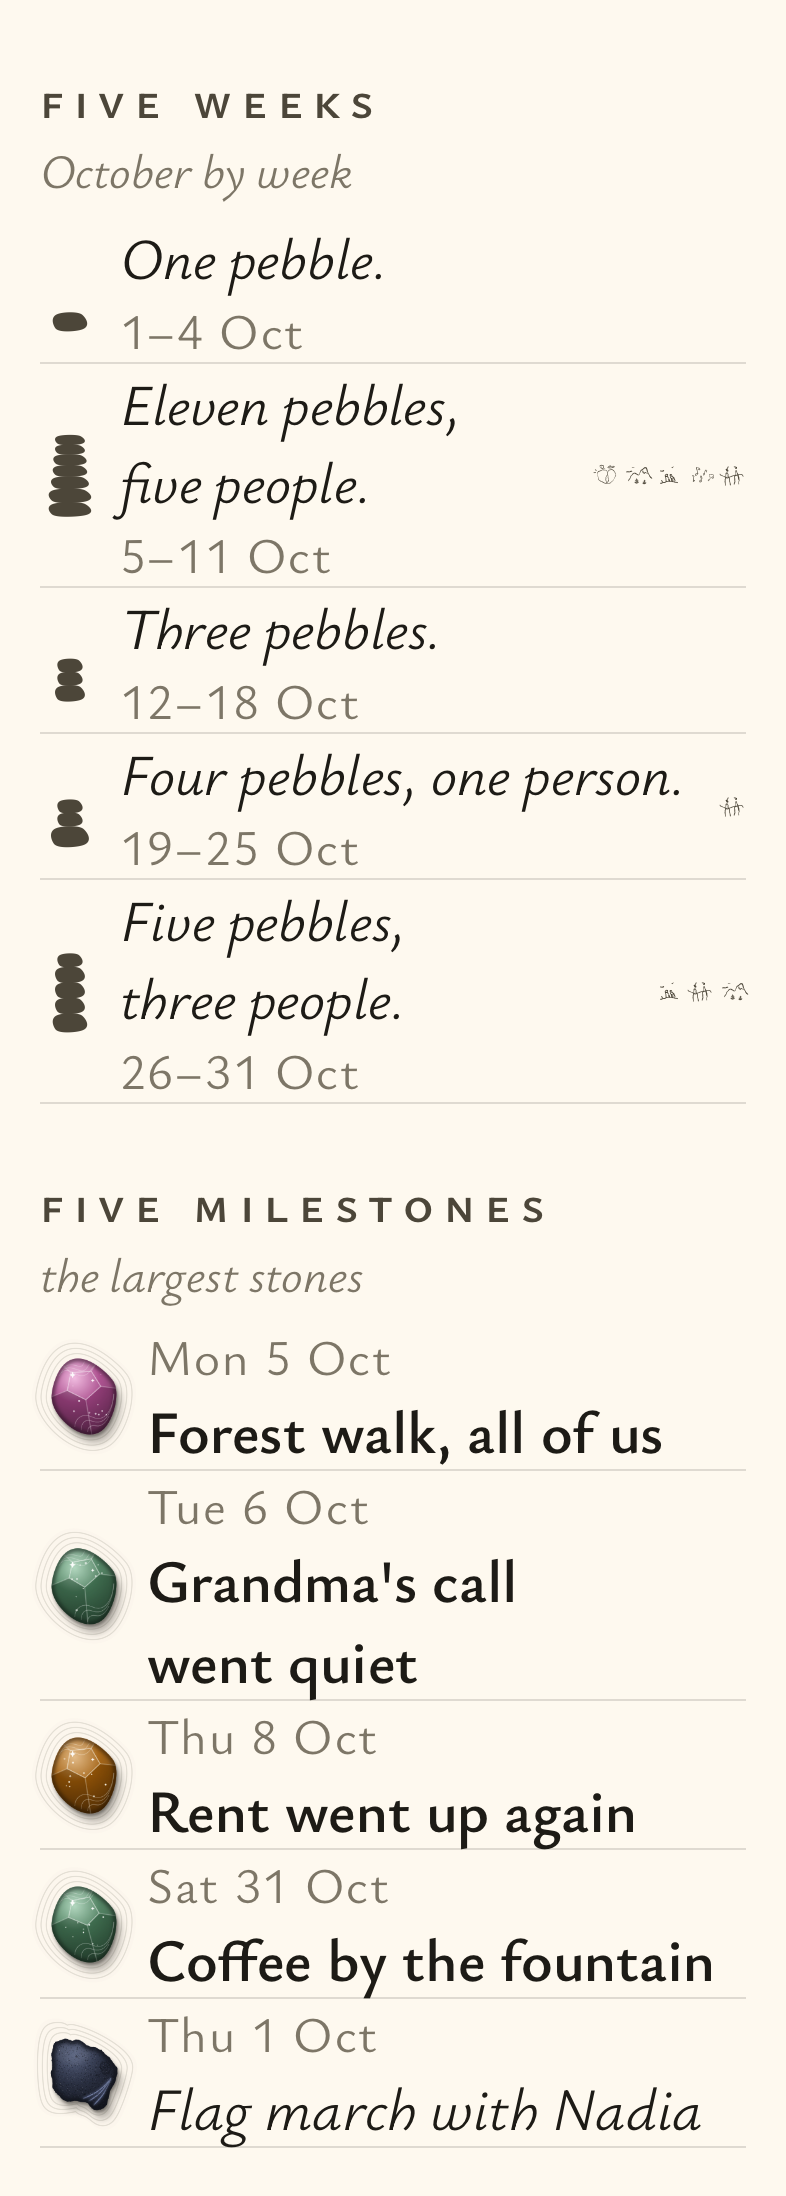 FIVE WEEKS
October by week
One pebble.
1–4 Oct
Eleven pebbles,
five people.
5–11 Oct
Three pebbles.
12–18 Oct
Four pebbles, one person.
19–25 Oct
Five pebbles,
three people.
26–31 Oct
FIVE MILESTONES
the largest stones
Mon 5 Oct
Forest walk, all of us
Tue 6 Oct
Grandma's call
went quiet
Thu 8 Oct
Rent went up again
Sat 31 Oct
Coffee by the fountain
Thu 1 Oct
Flag march with Nadia